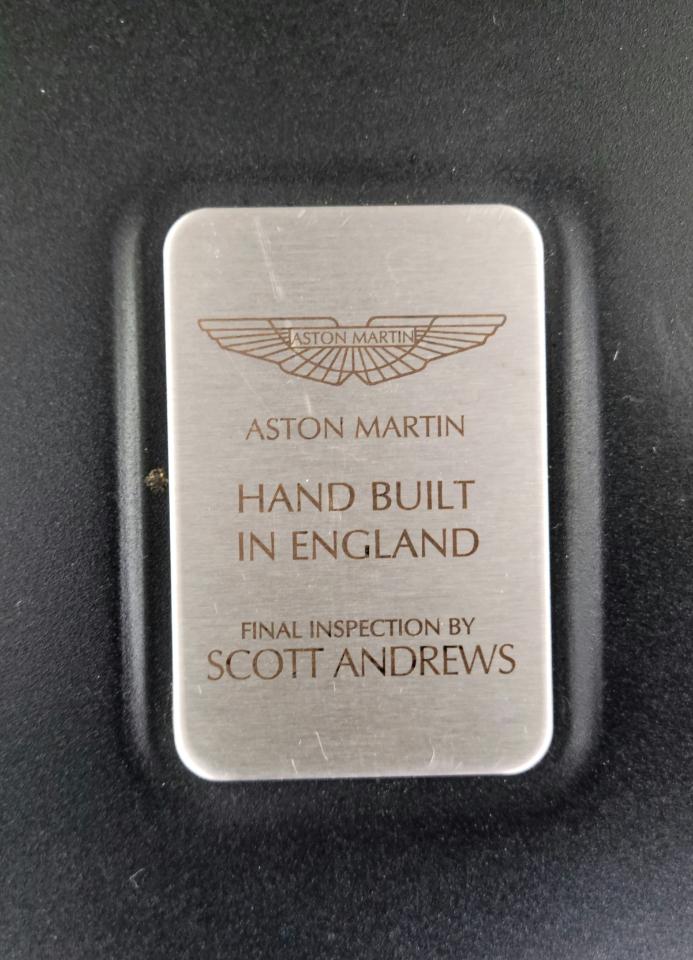 ASTON MARTIN
ASTON MARTIN
HAND BUILT
IN ENGLAND
FINAL INSPECTION BY
SCOTT ANDREWS